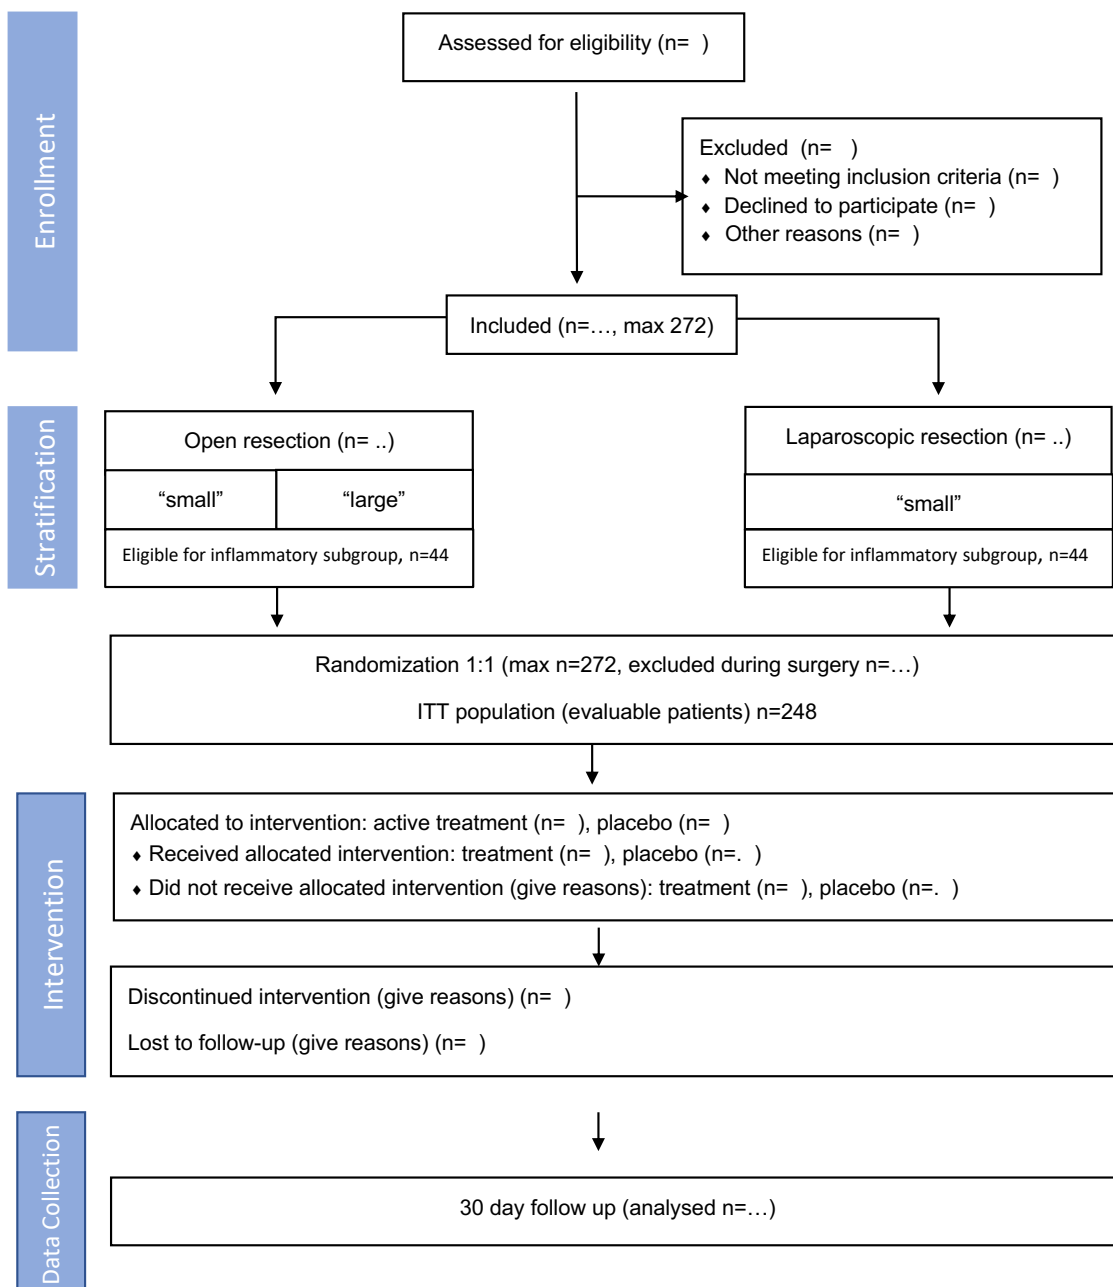 Enrollment
Assessed for eligibility (n=  )
Excluded  (n=   )
♦ Not meeting inclusion criteria (n=  )
♦ Declined to participate (n=  )
♦ Other reasons (n=  )
Included (n=…, max 272)
Stratification
Open resection (n= ..)
“small”
“large”
Eligible for inflammatory subgroup, n=44
Laparoscopic resection (n= ..)
“small”
Eligible for inflammatory subgroup, n=44
Randomization 1:1 (max n=272, excluded during surgery n=…)
ITT population (evaluable patients) n=248
Intervention
Allocated to intervention: active treatment (n=  ), placebo (n=  )
♦ Received allocated intervention: treatment (n=  ), placebo (n=.  )
♦ Did not receive allocated intervention (give reasons): treatment (n=  ), placebo (n=.  )
Discontinued intervention (give reasons) (n=  )
Lost to follow-up (give reasons) (n=  )
Data Collection
30 day follow up (analysed n=…)